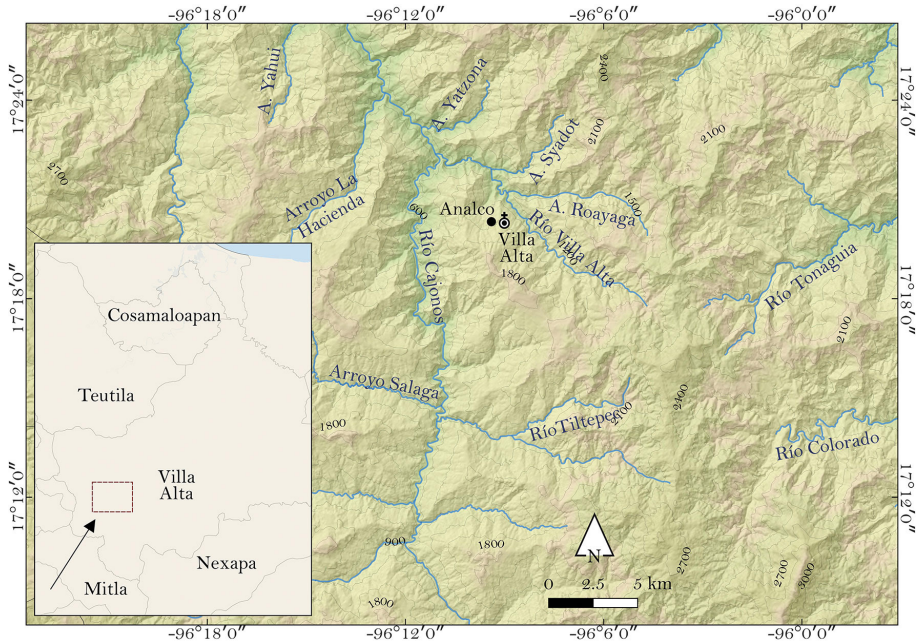 -96°18′0″ -96°12′0″ -96°6′0″ -96°0′0″
17°24′0″
17°18′0″
17°12′0″
17°24′0″
17°18′0″
17°12′0″
A. Yahui
A. Yatzona
2400
2100
2100
A. Syadot
2700
Arroyo La
Hacienda
600
Analco
1500
A. Roayaga
Río Villa Alta
Villa
Alta
1200
1800
Río Cajonos
Río Tonaguia
2100
Arroyo Salaga
2400
1800
Río Tiltepec
2100
Río Colorado
900
1800
2700
2700
3000
1800
Cosamaloapan
Teutila
Villa
Alta
Nexapa
Mitla
N
0 2.5 5 km
-96°18′0″ -96°12′0″ -96°6′0″ -96°0′0″